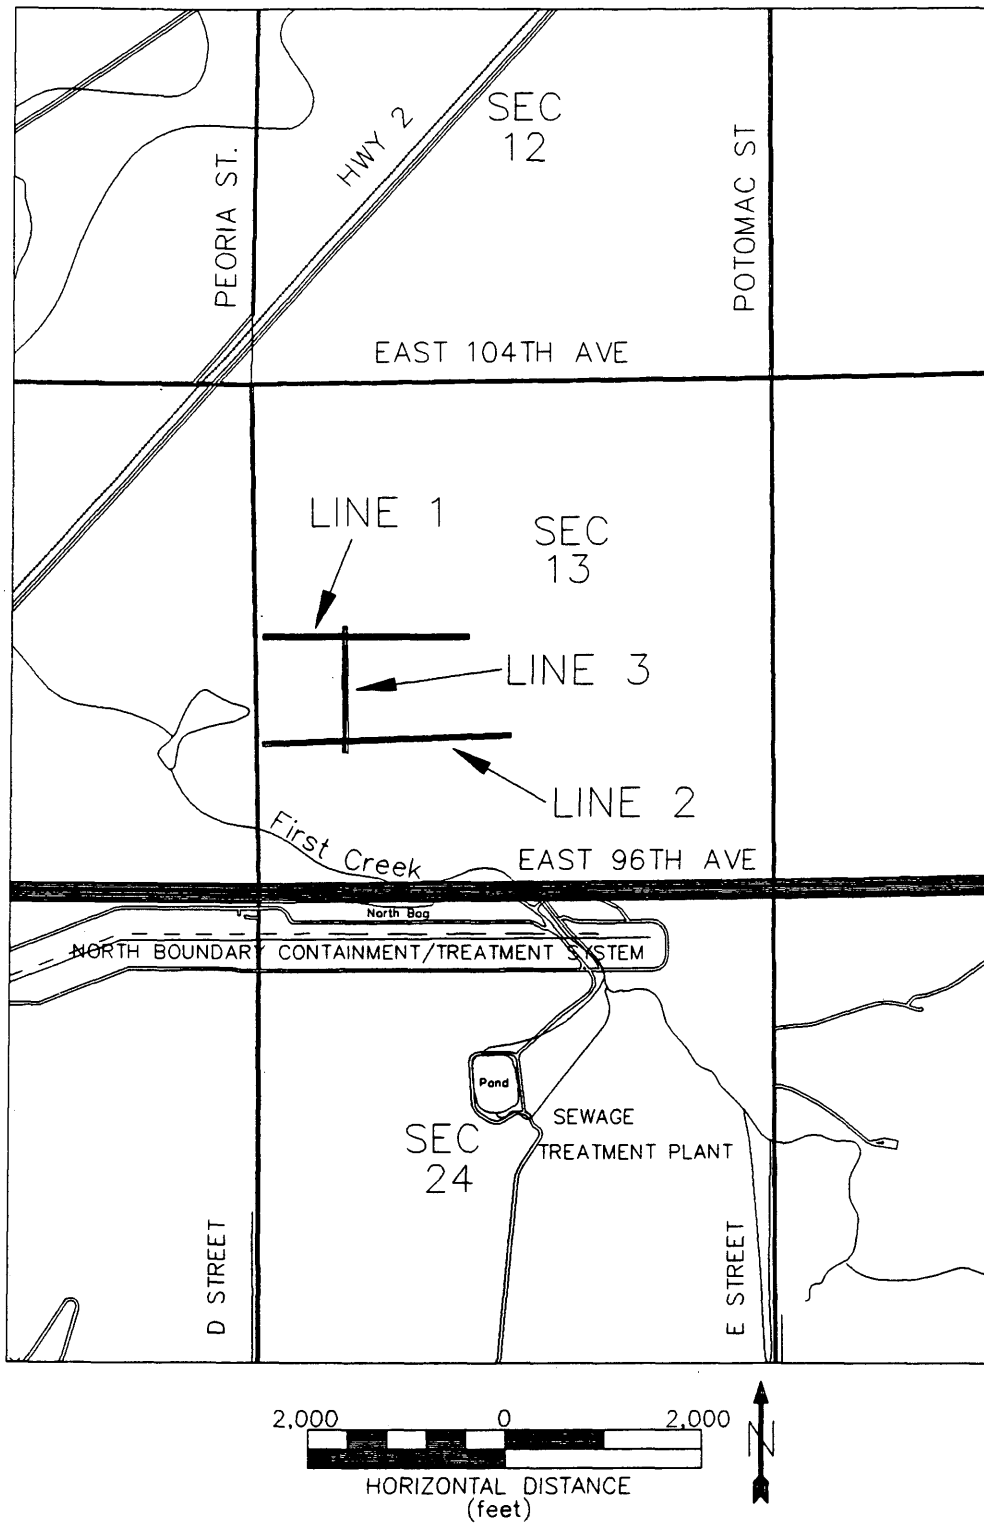 SEC
12
HWY 2
PEORIA ST.
POTOMAC ST
EAST 104TH AVE
LINE 1
SEC
13
LINE 3
LINE 2
First Creek
EAST 96TH AVE
North Bog
NORTH BOUNDARY CONTAINMENT/TREATMENT SYSTEM
Pond
SEWAGE
TREATMENT PLANT
SEC
24
D STREET
E STREET
2,000 0 2,000
N
HORIZONTAL DISTANCE
(feet)